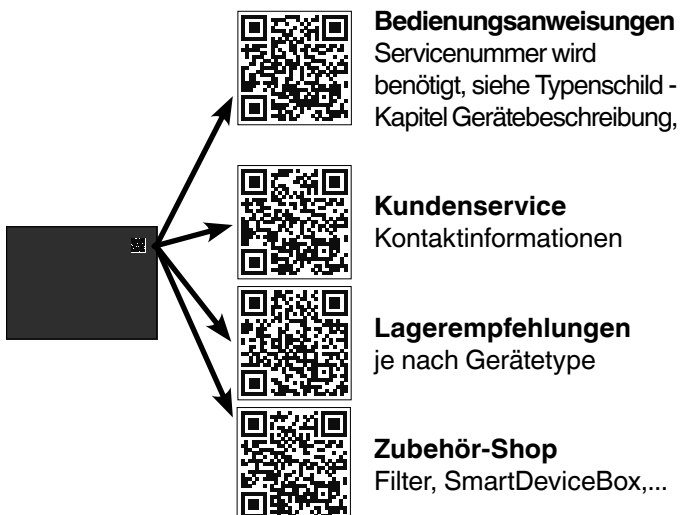 Bedienungsanweisungen
Servicenummer wird
benötigt, siehe Typenschild -
Kapitel Gerätebeschreibung,
Kundenservice
Kontaktinformationen
Lagerempfehlungen
je nach Gerätetype
Zubehör-Shop
Filter, SmartDeviceBox,...